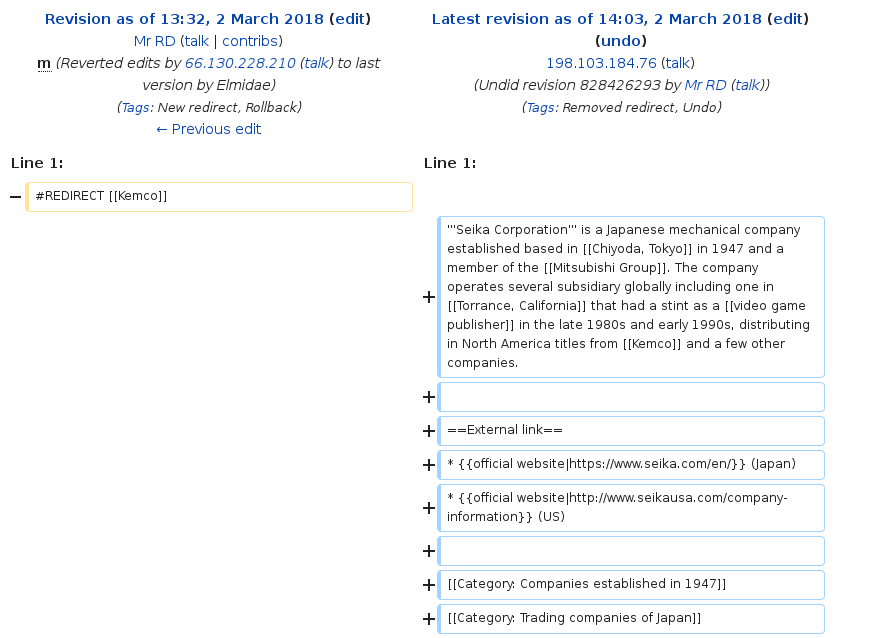 Revision as of 13:32, 2 March 2018 (edit)
Mr RD (talk | contribs)
m (Reverted edits by 66.130.228.210 (talk) to last
version by Elmidae)
(Tags: New redirect, Rollback)
← Previous edit
Latest revision as of 14:03, 2 March 2018 (edit)
(undo)
198.103.184.76 (talk)
(Undid revision 828426293 by Mr RD (talk))
(Tags: Removed redirect, Undo)
Line 1:
Line 1:
− #REDIRECT [[Kemco]]
'''Seika Corporation''' is a Japanese mechanical company
established based in [[Chiyoda, Tokyo]] in 1947 and a
member of the [[Mitsubishi Group]]. The company
operates several subsidiary globally including one in
+ [[Torrance, California]] that had a stint as a [[video game
publisher]] in the late 1980s and early 1990s, distributing
in North America titles from [[Kemco]] and a few other
companies.
+
+ ==External link==
+ * {{official website|https://www.seika.com/en/}} (Japan)
+ * {{official website|http://www.seikausa.com/company-
information}} (US)
+
+ [[Category: Companies established in 1947]]
+ [[Category: Trading companies of Japan]]